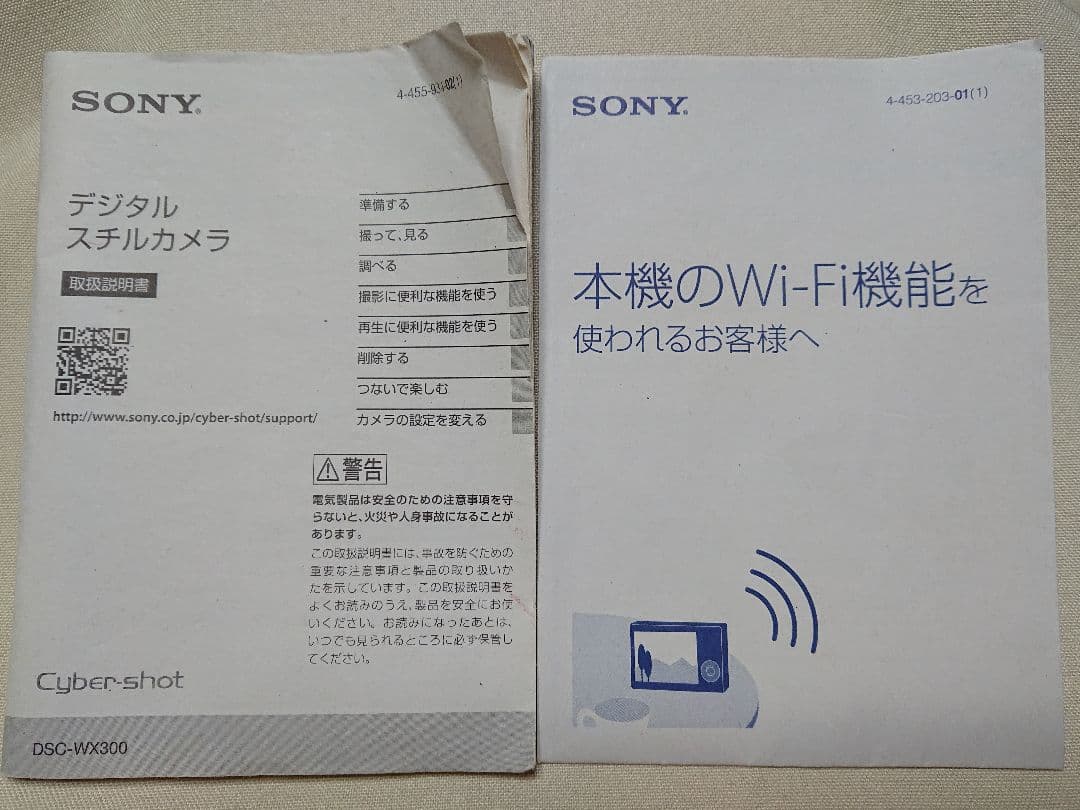 SONY®
4-455-934-02(1)
デジタル
スチルカメラ
取扱説明書
http://www.sony.co.jp/cyber-shot/support/
準備する
撮って、見る
調べる
撮影に便利な機能を使う
再生に便利な機能を使う
削除する
つないで楽しむ
カメラの設定を変える
警告
電気製品は安全のための注意事項を守
らないと、火災や人身事故になることが
あります。
この取扱説明書には、事故を防ぐための
重要な注意事項と製品の取り扱いか
たを示しています。この取扱説明書を
よくお読みのうえ、製品を安全にお使
いください。お読みになったあとは、
いつでも見られるところに必ず保管し
てください。
Cyber-shot
DSC-WX300
SONY®
4-453-203-01(1)
本機のWi-Fi機能を
使われるお客様へ